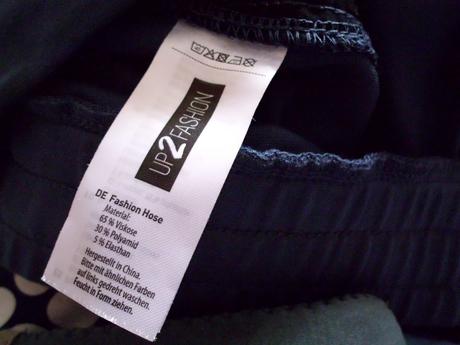 UP2FASHION
DE Fashion Hose
Material:
65 % Viskose
30 % Polyamid
5 % Elasthan
Hergestellt in China.
Bitte mit ähnlichen Farben
auf links gedreht waschen.
Feucht in Form ziehen.